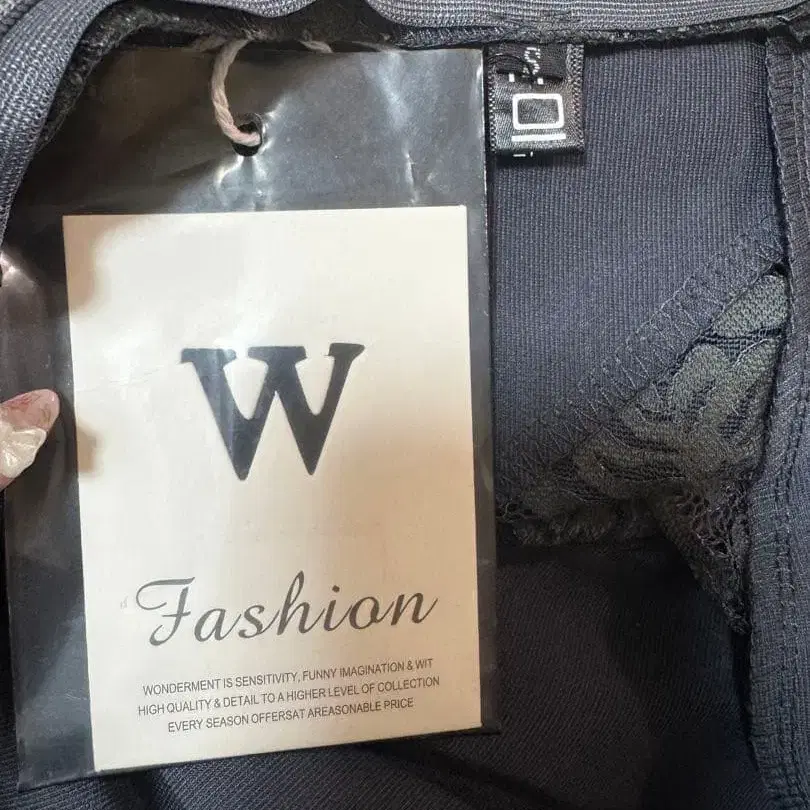 W
Fashion
WONDERMENT IS SENSITIVITY, FUNNY IMAGINATION & WIT
HIGH QUALITY & DETAIL TO A HIGHER LEVEL OF COLLECTION
EVERY SEASON OFFERSAT AREASONABLE PRICE